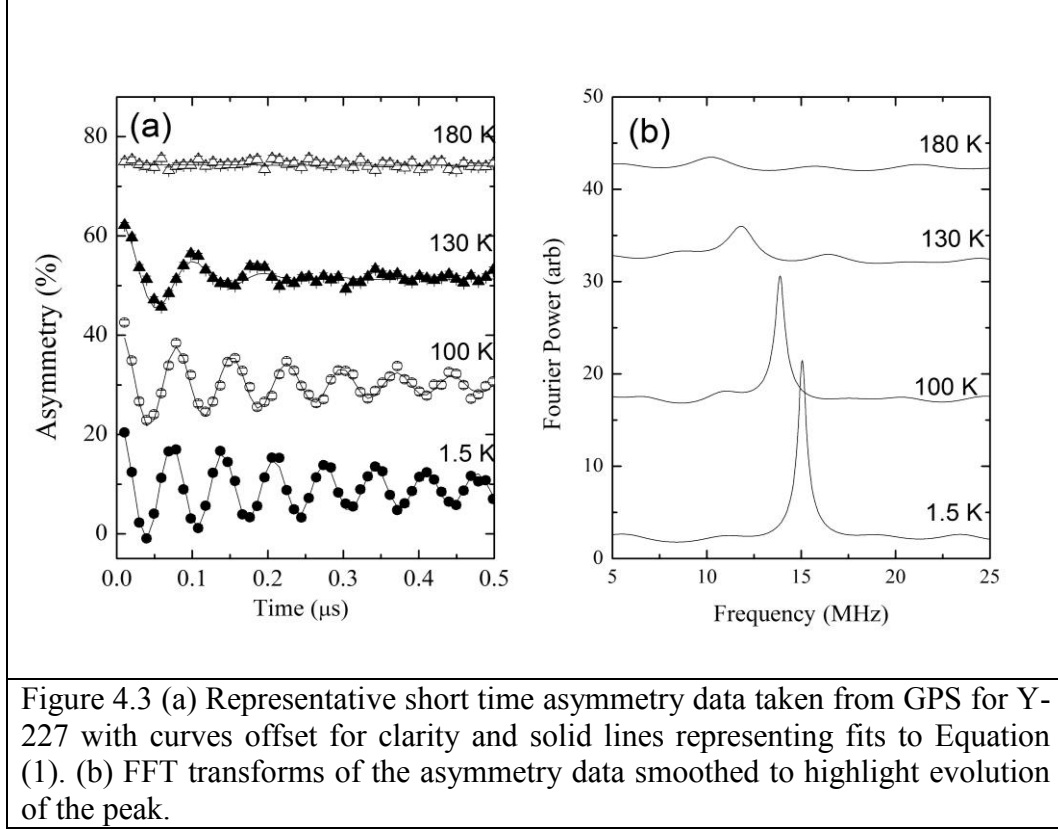 (a)
180 K
130 K
100 K
1.5 K
80
60
40
20
0
Asymmetry (%)
0.0 0.1 0.2 0.3 0.4 0.5
Time (μs)
(b)
180 K
130 K
100 K
1.5 K
50
40
30
20
10
0
Fourier Power (arb)
5 10 15 20 25
Frequency (MHz)
Figure 4.3 (a) Representative short time asymmetry data taken from GPS for Y-
227 with curves offset for clarity and solid lines representing fits to Equation
(1). (b) FFT transforms of the asymmetry data smoothed to highlight evolution
of the peak.